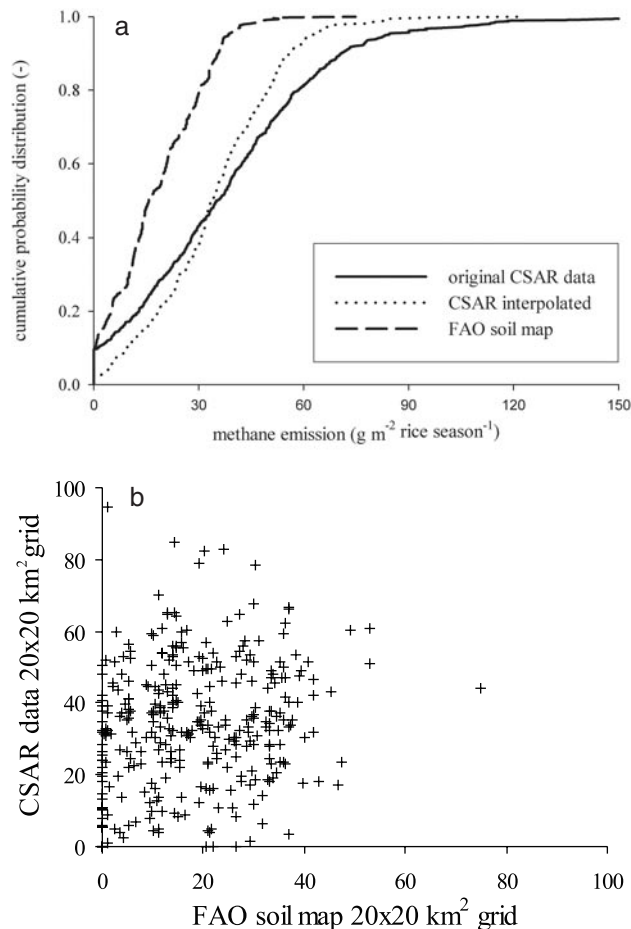 a
cumulative probability distribution (-)
1.0
0.8
0.6
0.4
0.2
0.0
original CSAR data
CSAR interpolated
FAO soil map
0 30 60 90 120 150
methane emission (g m⁻² rice season⁻¹)
b
CSAR data 20x20 km² grid
100
80
60
40
20
0
0 20 40 60 80 100
FAO soil map 20x20 km² grid